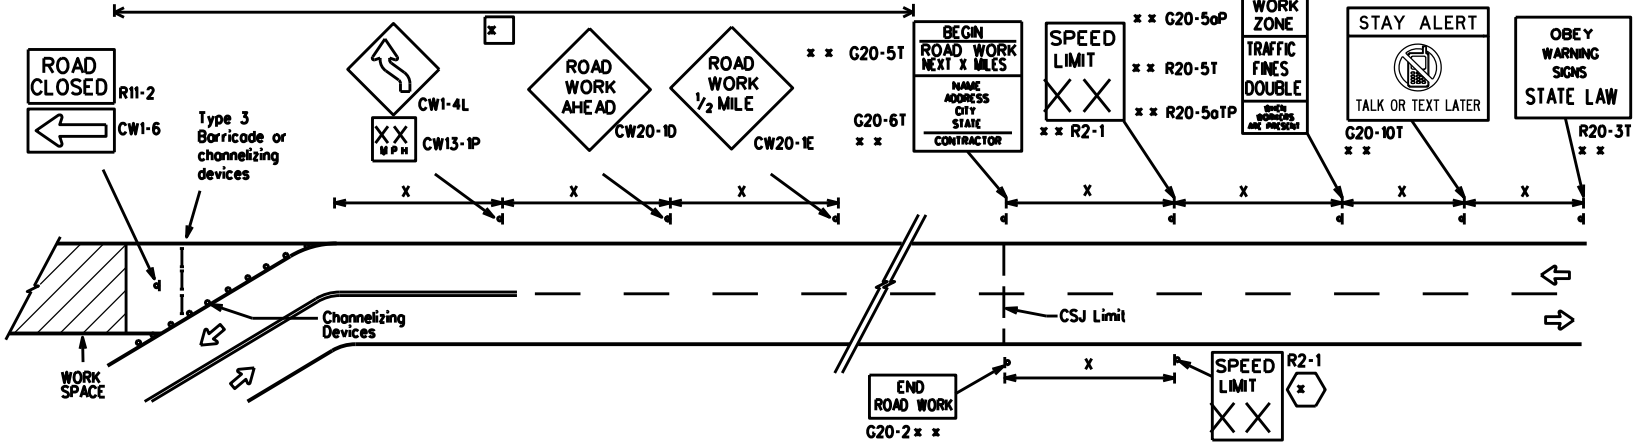 ROAD
CLOSED
R11-2
CW1-6
Type 3
Barricade or
channelizing
devices
x
CW1-4L
X X
M P H
CW13-1P
ROAD
WORK
AHEAD
CW20-1D
ROAD
WORK
1/2 MILE
CW20-1E
x x G20-5T
G20-6T
x x
BEGIN
ROAD WORK
NEXT X MILES
NAME
ADDRESS
CITY
STATE
CONTRACTOR
SPEED
LIMIT
X X
x x R2-1
x x G20-5aP
x x R20-5T
x x R20-5aTP
WORK
ZONE
TRAFFIC
FINES
DOUBLE
WHEN
WORKERS
ARE PRESENT
STAY ALERT
TALK OR TEXT LATER
G20-10T
x x
OBEY
WARNING
SIGNS
STATE LAW
R20-3T
x x
X
X
X
X
X
X
X
Channelizing
Devices
WORK
SPACE
CSJ Limit
X
END
ROAD WORK
G20-2 x x
SPEED
LIMIT
X X
R2-1
x